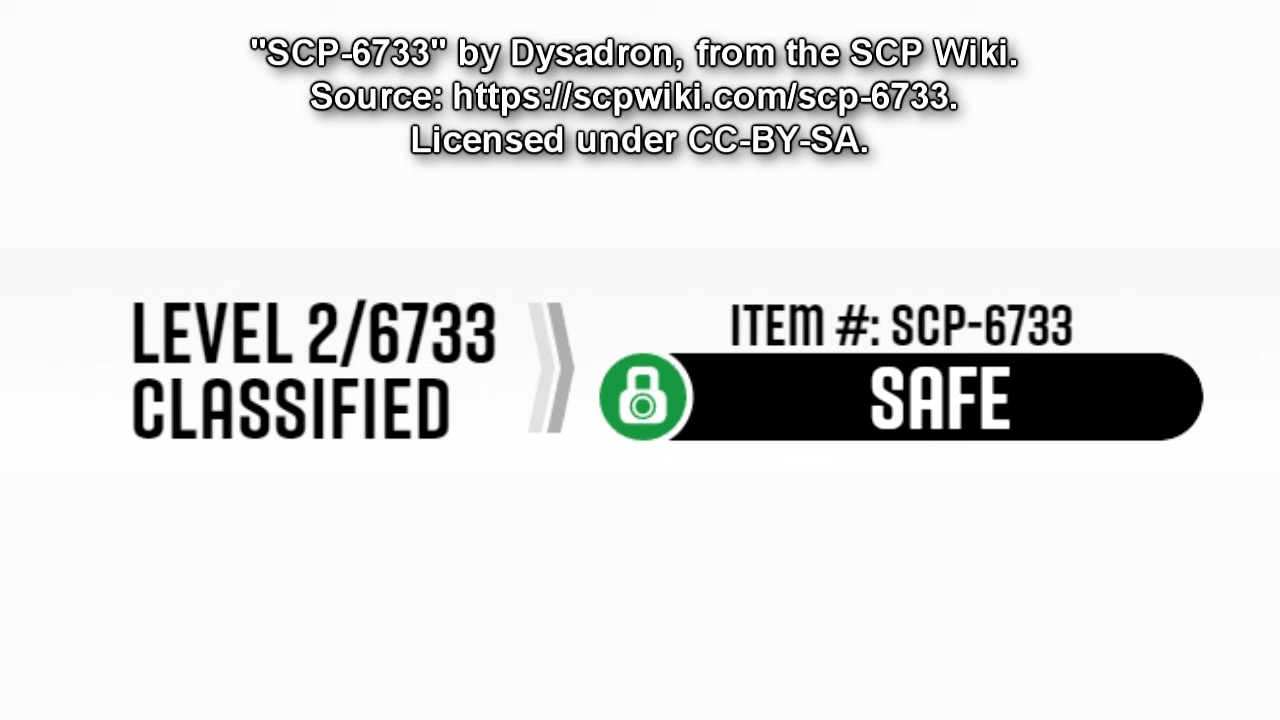 "SCP-6733" by Dysadron, from the SCP Wiki.
Source: https://scpwiki.com/scp-6733.
Licensed under CC-BY-SA.
LEVEL 2/6733
CLASSIFIED
ITEM #: SCP-6733
SAFE